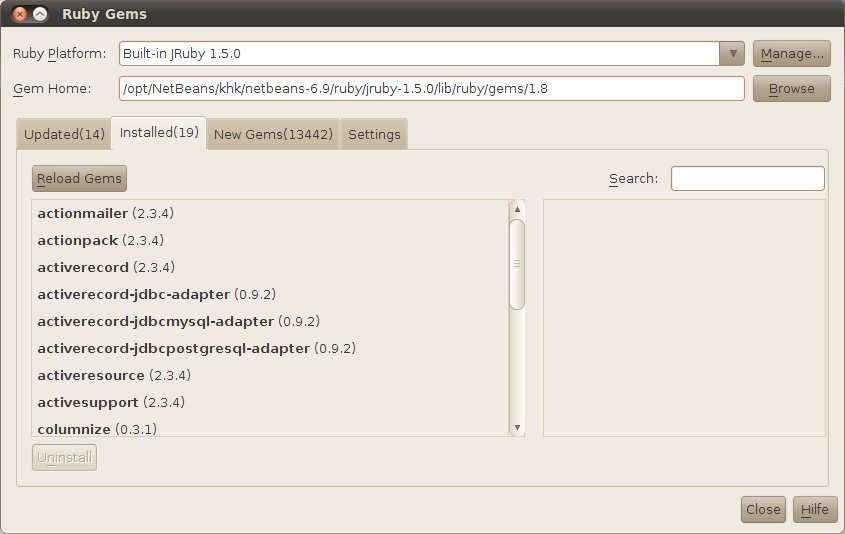 Ruby Gems
Ruby Platform: Built-in JRuby 1.5.0 Manage...
Gem Home: /opt/NetBeans/khk/netbeans-6.9/ruby/jruby-1.5.0/lib/ruby/gems/1.8 Browse
Updated(14) Installed(19) New Gems(13442) Settings
Reload Gems Search:
actionmailer (2.3.4)
actionpack (2.3.4)
activerecord (2.3.4)
activerecord-jdbc-adapter (0.9.2)
activerecord-jdbcmysql-adapter (0.9.2)
activerecord-jdbcpostgresql-adapter (0.9.2)
activeresource (2.3.4)
activesupport (2.3.4)
columnize (0.3.1)
Uninstall
Close Hilfe